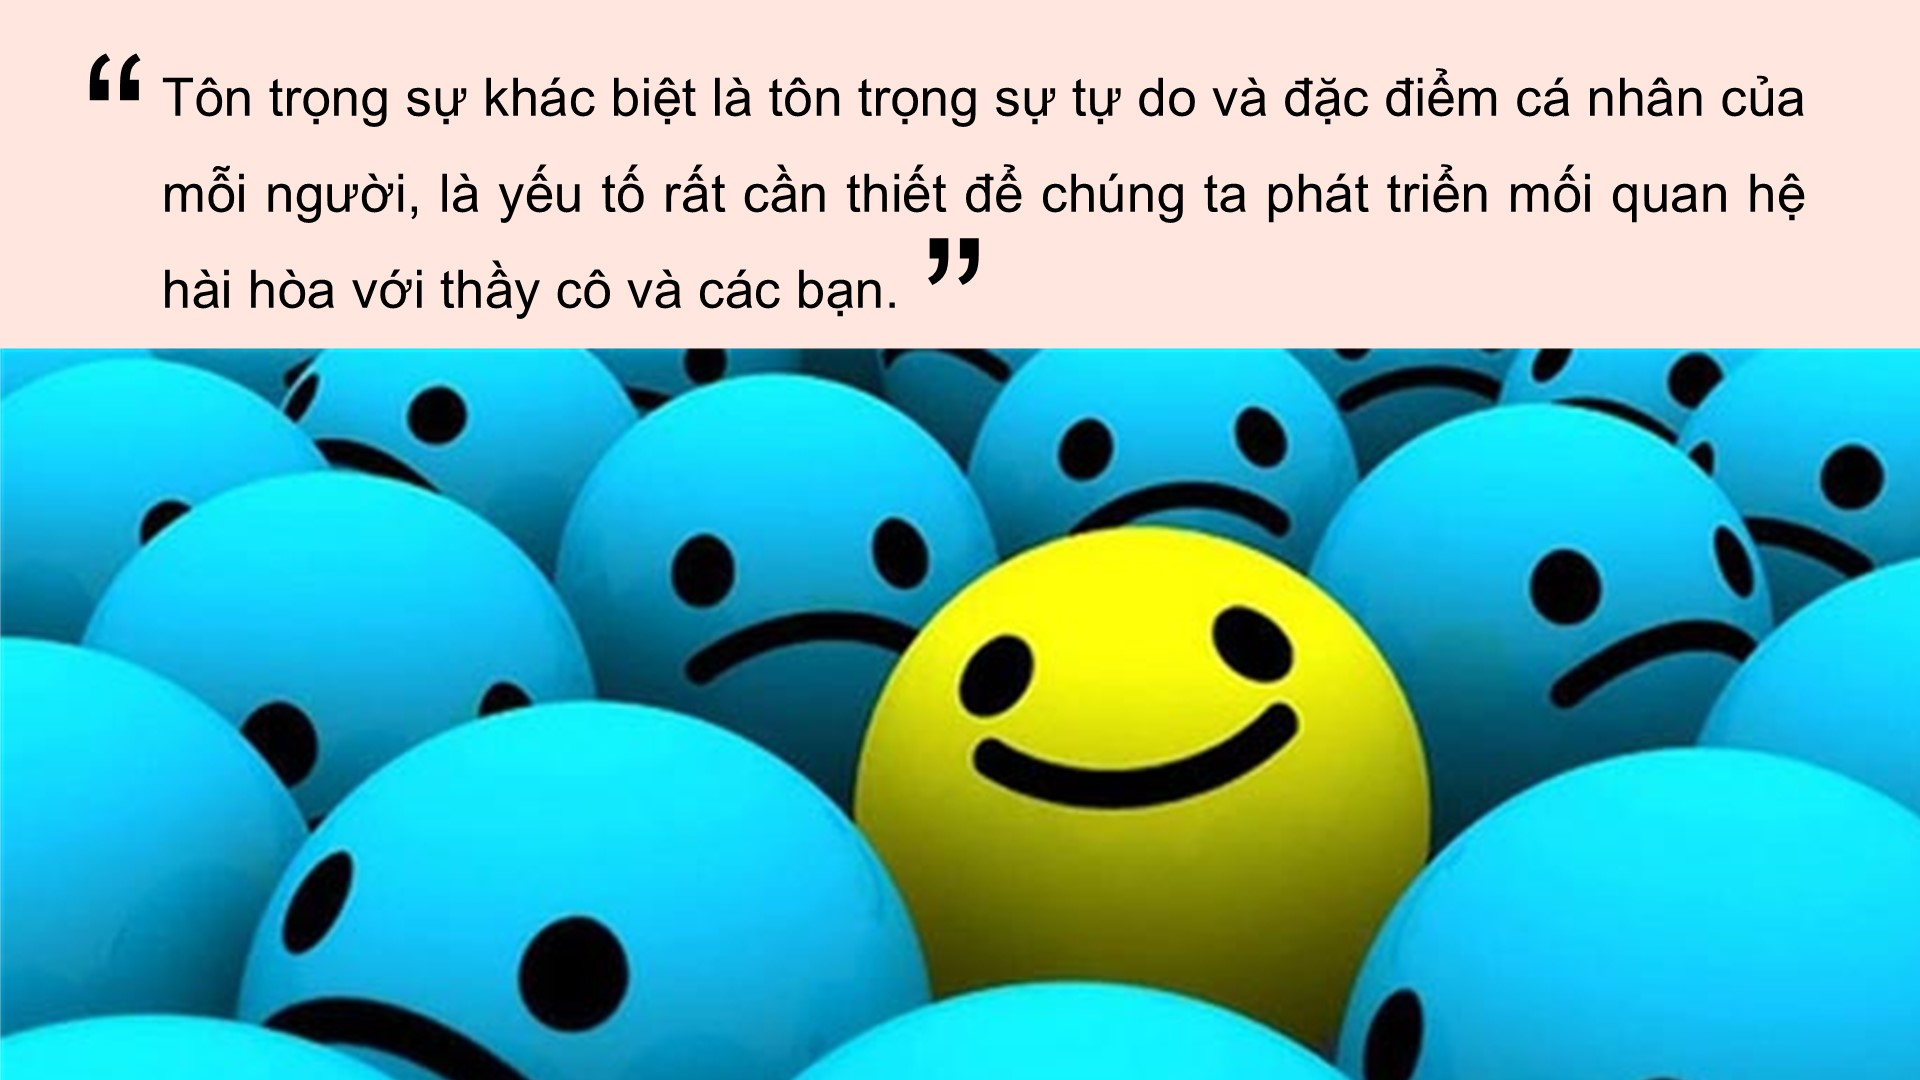 “ Tôn trọng sự khác biệt là tôn trọng sự tự do và đặc điểm cá nhân của
mỗi người, là yếu tố rất cần thiết để chúng ta phát triển mối quan hệ
hài hòa với thầy cô và các bạn. ”